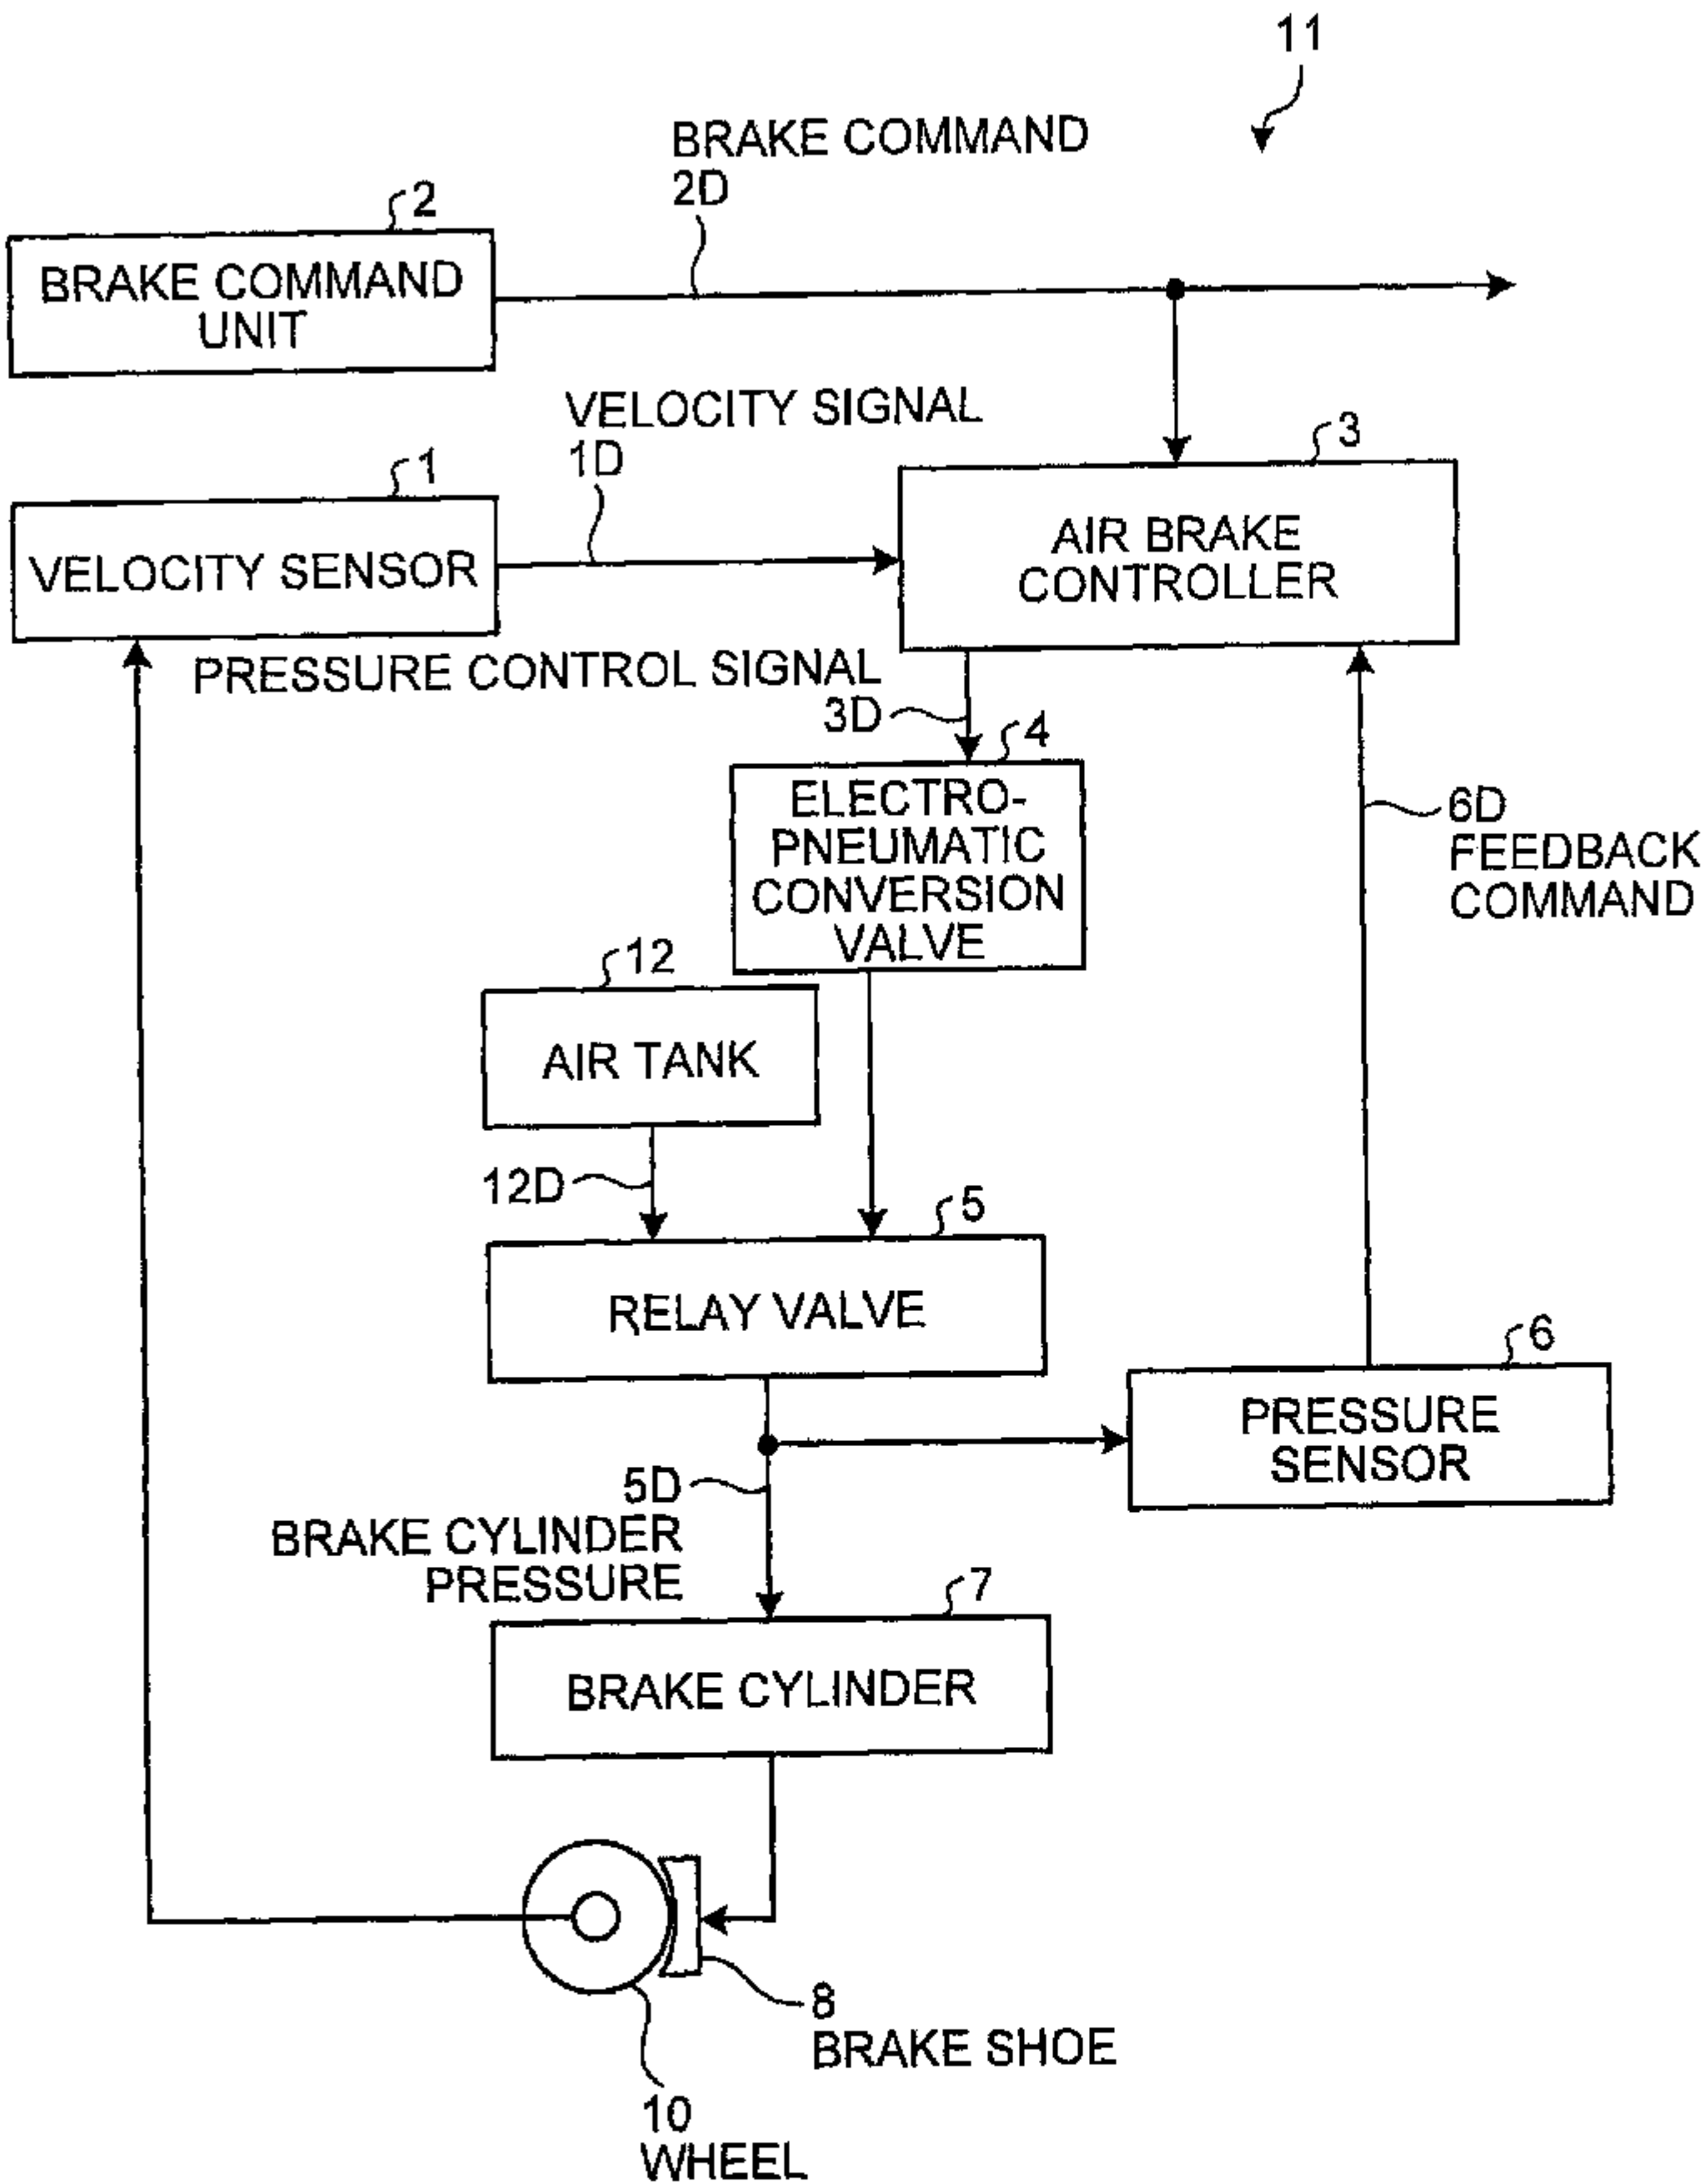 11
BRAKE COMMAND
2D
2
BRAKE COMMAND
UNIT
VELOCITY SIGNAL
1D
3
1
AIR BRAKE
CONTROLLER
VELOCITY SENSOR
PRESSURE CONTROL SIGNAL
3D
4
ELECTRO-
PNEUMATIC
CONVERSION
VALVE
6D
FEEDBACK
COMMAND
12
AIR TANK
12D
5
RELAY VALVE
6
PRESSURE
SENSOR
5D
BRAKE CYLINDER
PRESSURE
7
BRAKE CYLINDER
8
BRAKE SHOE
10
WHEEL